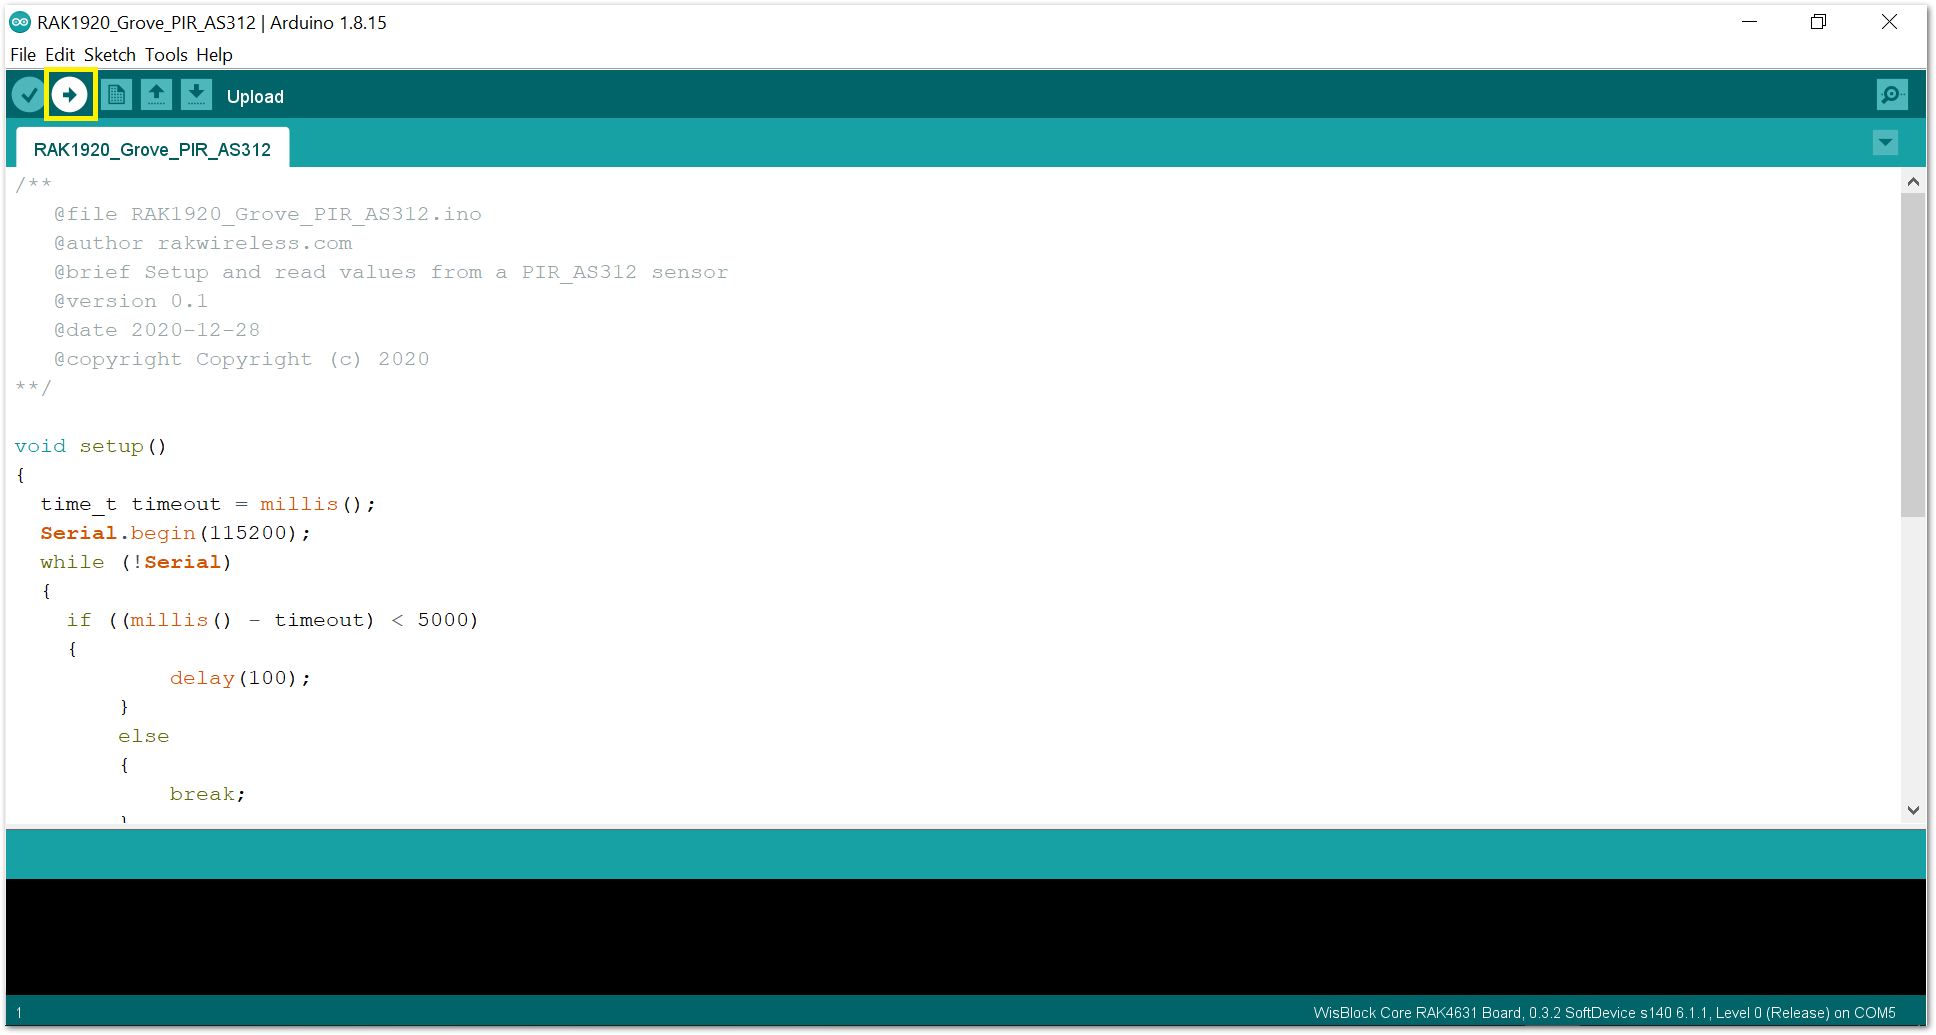 RAK1920_Grove_PIR_AS312 | Arduino 1.8.15
File Edit Sketch Tools Help
Upload
RAK1920_Grove_PIR_AS312
/**
@file RAK1920_Grove_PIR_AS312.ino
@author rakwireless.com
@brief Setup and read values from a PIR_AS312 sensor
@version 0.1
@date 2020-12-28
@copyright Copyright (c) 2020
**/
void setup()
{
time_t timeout = millis();
Serial.begin(115200);
while (!Serial)
{
if ((millis() - timeout) < 5000)
{
delay(100);
}
else
{
break;
}
1
WisBlock Core RAK4631 Board, 0.3.2 SoftDevice s140 6.1.1, Level 0 (Release) on COM5